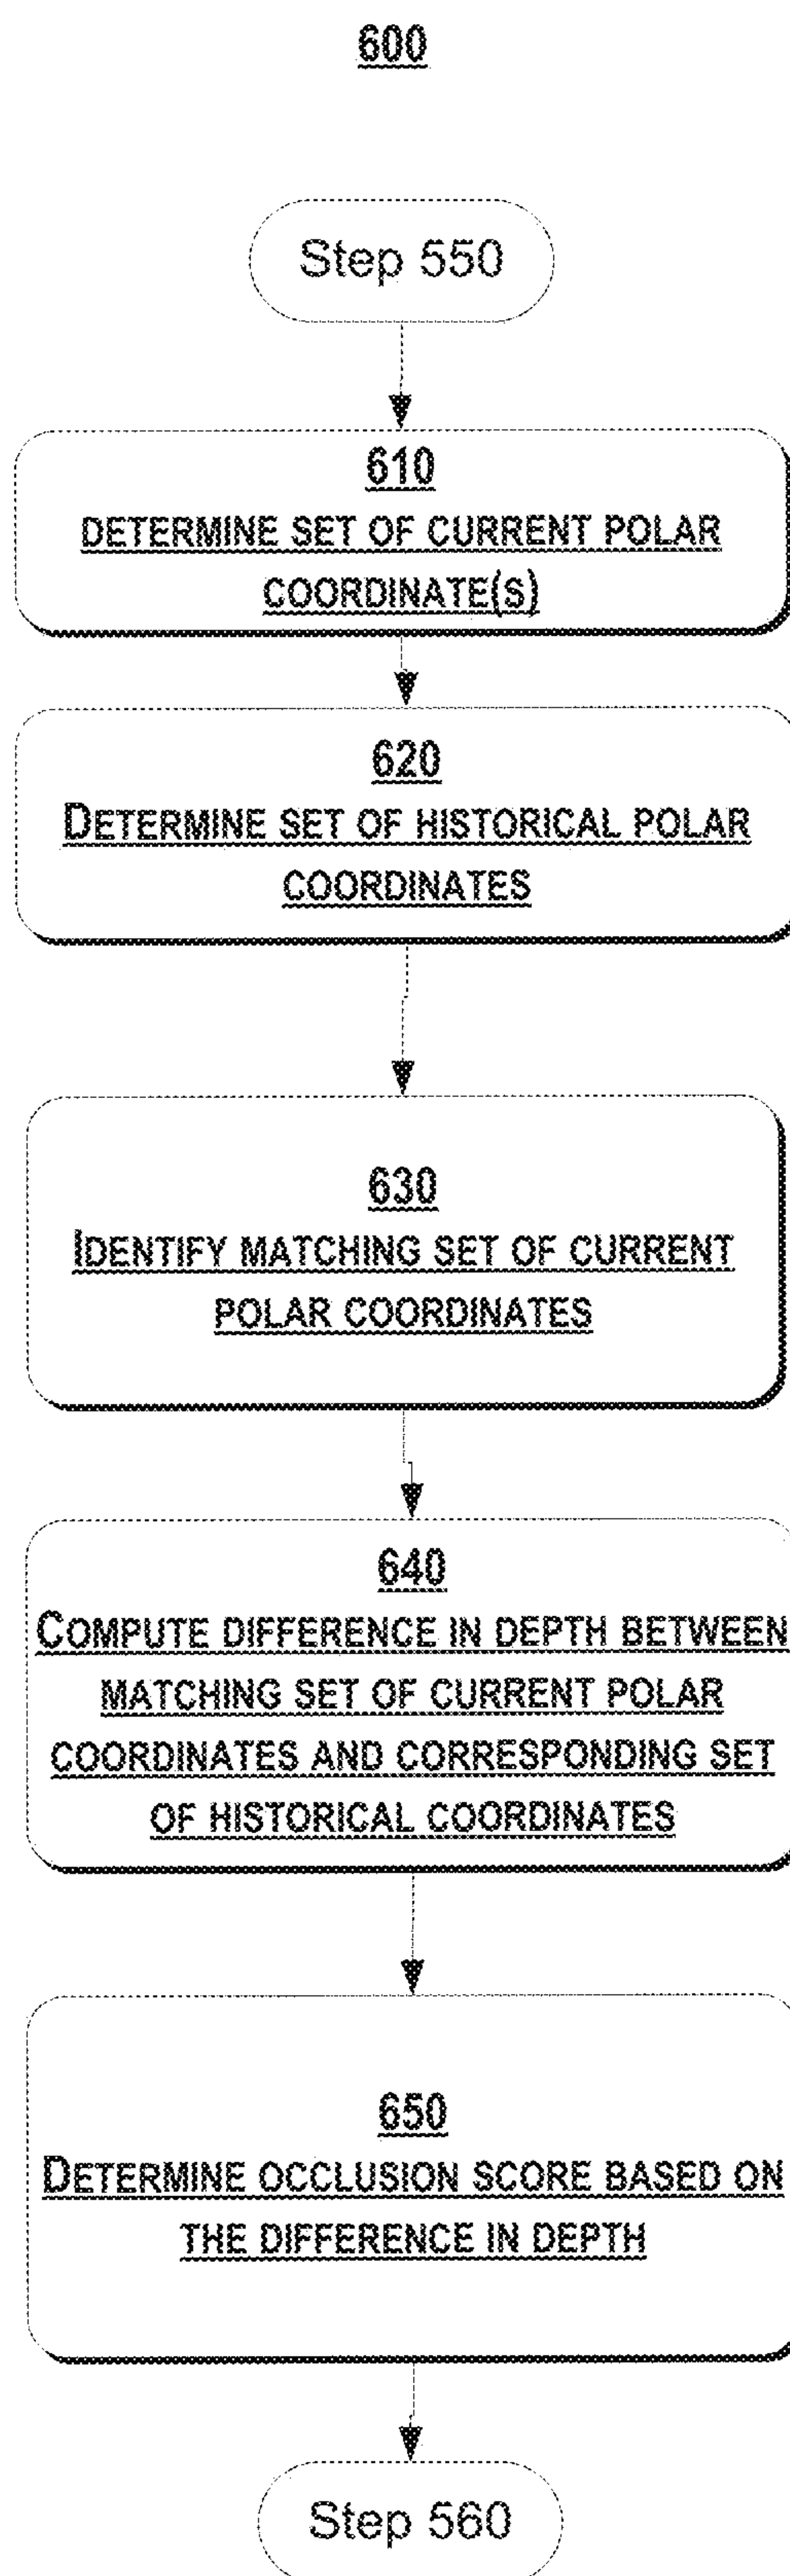 600
Step 550
610
DETERMINE SET OF CURRENT POLAR
COORDINATE(S)
620
DETERMINE SET OF HISTORICAL POLAR
COORDINATES
630
IDENTIFY MATCHING SET OF CURRENT
POLAR COORDINATES
640
COMPUTE DIFFERENCE IN DEPTH BETWEEN
MATCHING SET OF CURRENT POLAR
COORDINATES AND CORRESPONDING SET
OF HISTORICAL COORDINATES
650
DETERMINE OCCLUSION SCORE BASED ON
THE DIFFERENCE IN DEPTH
Step 560